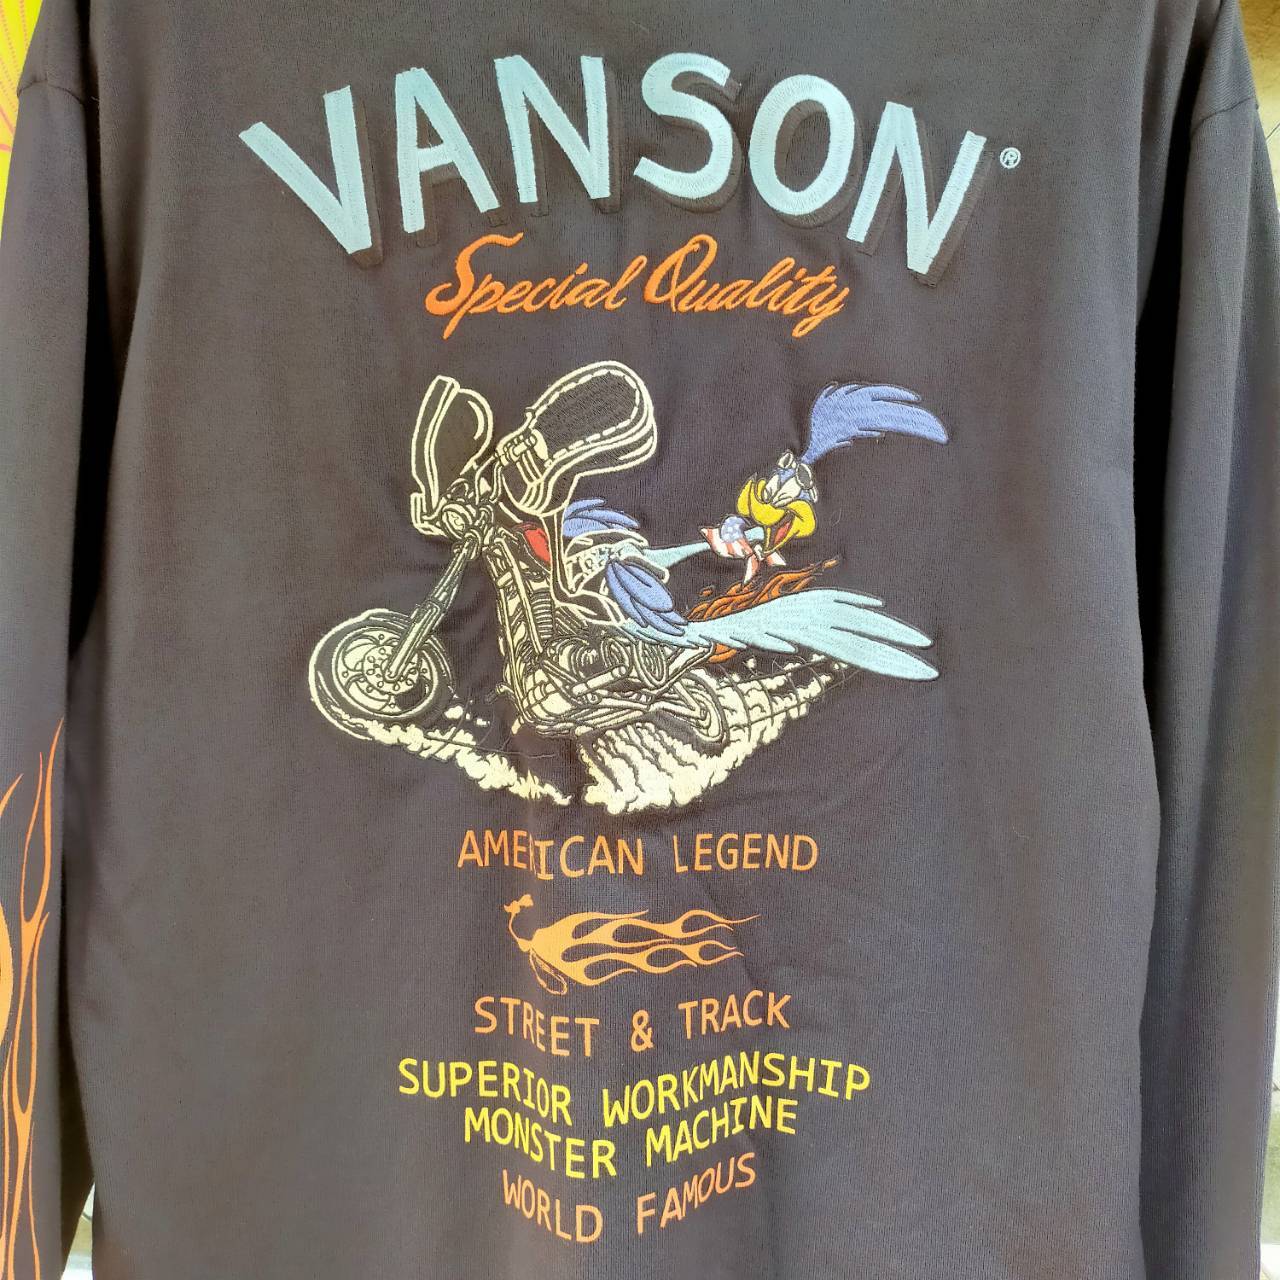 VANSON®
Special Quality
AMERICAN LEGEND
STREET & TRACK
SUPERIOR WORKMANSHIP
MONSTER MACHINE
WORLD FAMOUS